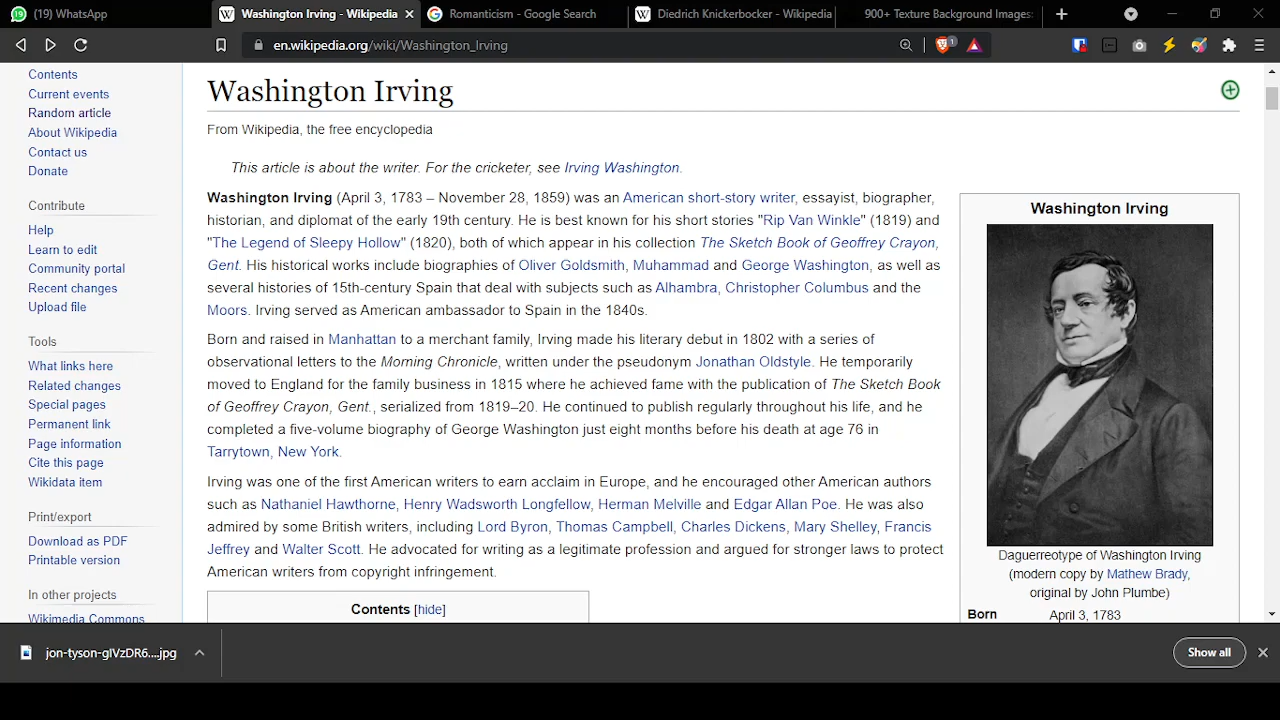 (19) WhatsApp
Washington Irving - Wikipedia
Romanticism - Google Search
Diedrich Knickerbocker - Wikipedia
900+ Texture Background Images:
en.wikipedia.org/wiki/Washington_Irving
1
Contents
Current events
Random article
About Wikipedia
Contact us
Donate
Contribute
Help
Learn to edit
Community portal
Recent changes
Upload file
Tools
What links here
Related changes
Special pages
Permanent link
Page information
Cite this page
Wikidata item
Print/export
Download as PDF
Printable version
In other projects
Wikimedia Commons
Washington Irving
From Wikipedia, the free encyclopedia
This article is about the writer. For the cricketer, see Irving Washington.
Washington Irving (April 3, 1783 – November 28, 1859) was an American short-story writer, essayist, biographer,
historian, and diplomat of the early 19th century. He is best known for his short stories "Rip Van Winkle" (1819) and
"The Legend of Sleepy Hollow" (1820), both of which appear in his collection The Sketch Book of Geoffrey Crayon,
Gent. His historical works include biographies of Oliver Goldsmith, Muhammad and George Washington, as well as
several histories of 15th-century Spain that deal with subjects such as Alhambra, Christopher Columbus and the
Moors. Irving served as American ambassador to Spain in the 1840s.
Born and raised in Manhattan to a merchant family, Irving made his literary debut in 1802 with a series of
observational letters to the Morning Chronicle, written under the pseudonym Jonathan Oldstyle. He temporarily
moved to England for the family business in 1815 where he achieved fame with the publication of The Sketch Book
of Geoffrey Crayon, Gent., serialized from 1819–20. He continued to publish regularly throughout his life, and he
completed a five-volume biography of George Washington just eight months before his death at age 76 in
Tarrytown, New York.
Irving was one of the first American writers to earn acclaim in Europe, and he encouraged other American authors
such as Nathaniel Hawthorne, Henry Wadsworth Longfellow, Herman Melville and Edgar Allan Poe. He was also
admired by some British writers, including Lord Byron, Thomas Campbell, Charles Dickens, Mary Shelley, Francis
Jeffrey and Walter Scott. He advocated for writing as a legitimate profession and argued for stronger laws to protect
American writers from copyright infringement.
Contents [hide]
Washington Irving
Daguerreotype of Washington Irving
(modern copy by Mathew Brady,
original by John Plumbe)
Born April 3, 1783
jon-tyson-gIVzDR6....jpg
Show all